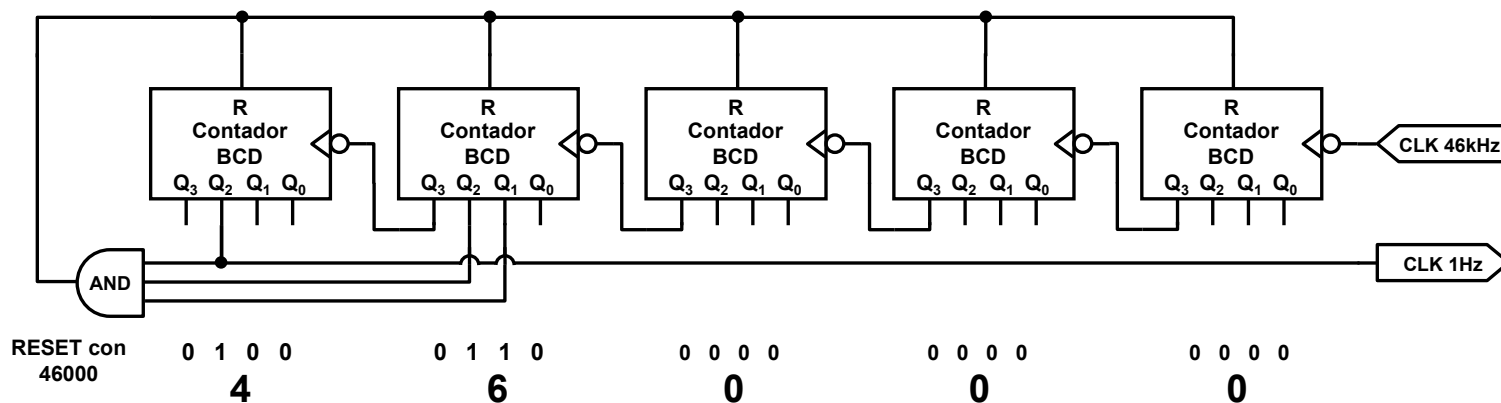 R R R R R
Contador Contador Contador Contador Contador
BCD BCD BCD BCD BCD
CLK 46kHz
Q3 Q2 Q1 Q0 Q3 Q2 Q1 Q0 Q3 Q2 Q1 Q0 Q3 Q2 Q1 Q0 Q3 Q2 Q1 Q0
CLK 1Hz
AND
RESET con
46000
0 1 0 0 0 1 1 0 0 0 0 0 0 0 0 0 0 0 0 0
4 6 0 0 0